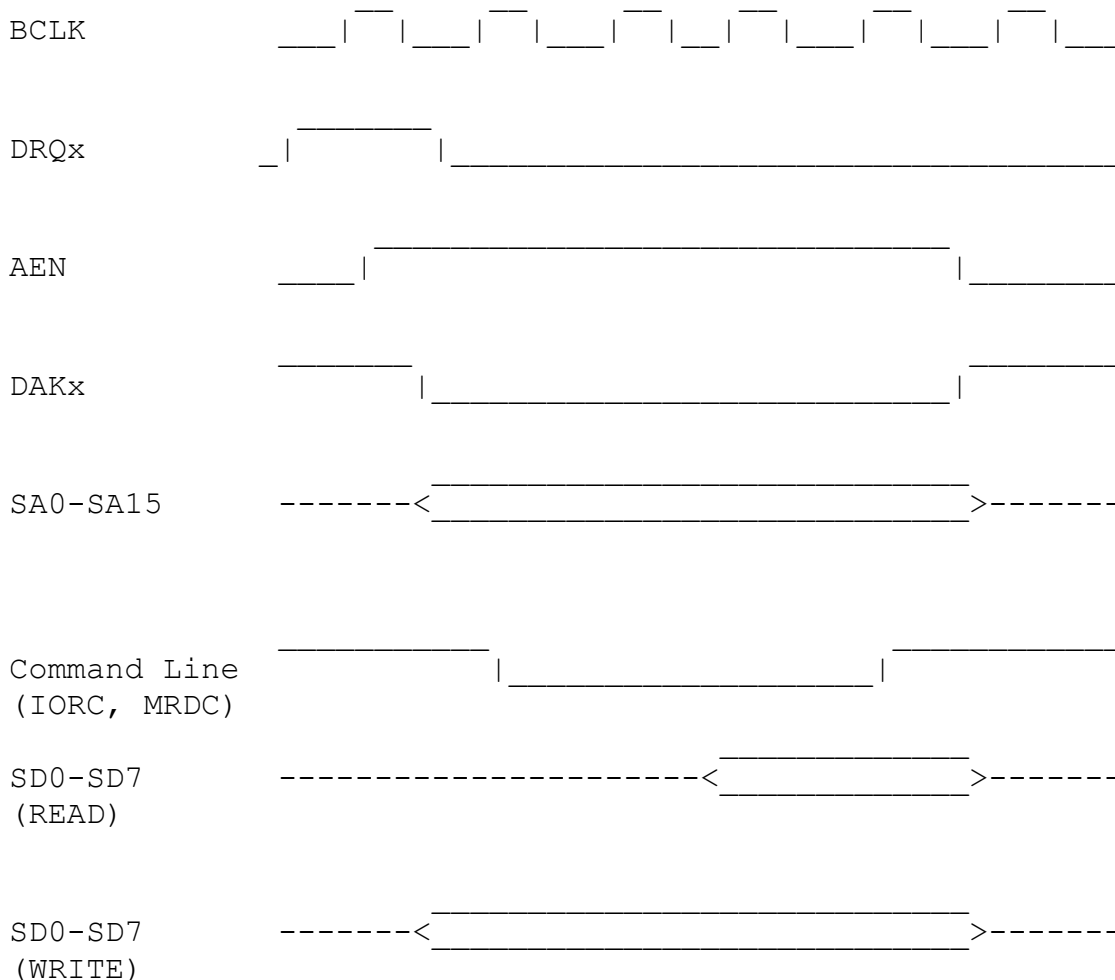 BCLK
DRQx
AEN
DAKx
SA0-SA15
Command Line
(IORC, MRDC)
SD0-SD7
(READ)
SD0-SD7
(WRITE)